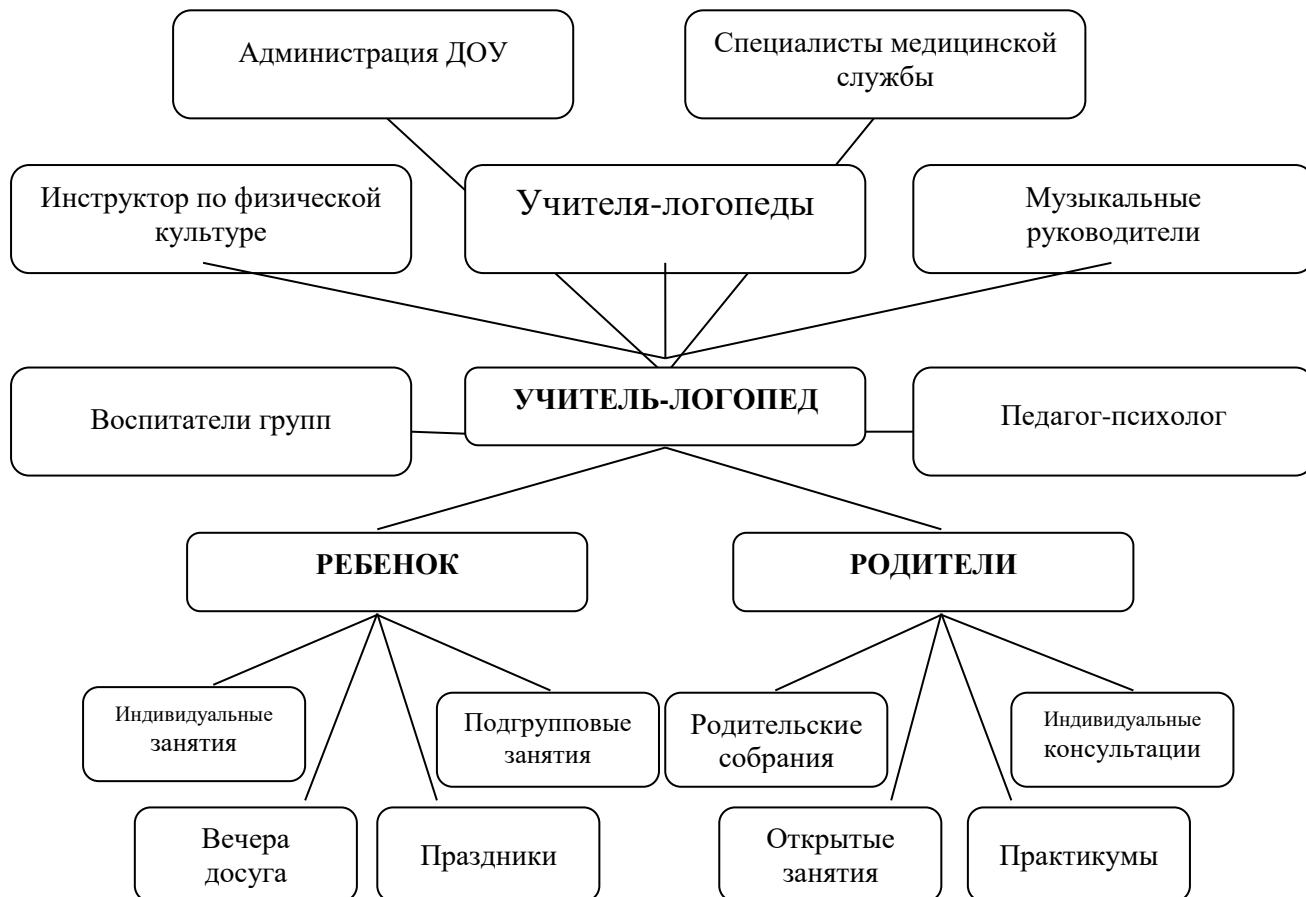 Администрация ДОУ
Специалисты медицинской
службы
Инструктор по физической
культуре
Учителя-логопеды
Музыкальные
руководители
Воспитатели групп
УЧИТЕЛЬ-ЛОГОПЕД
Педагог-психолог
РЕБЕНОК
РОДИТЕЛИ
Индивидуальные
занятия
Подгрупповые
занятия
Родительские
собрания
Индивидуальные
консультации
Вечера
досуга
Праздники
Открытые
занятия
Практикумы